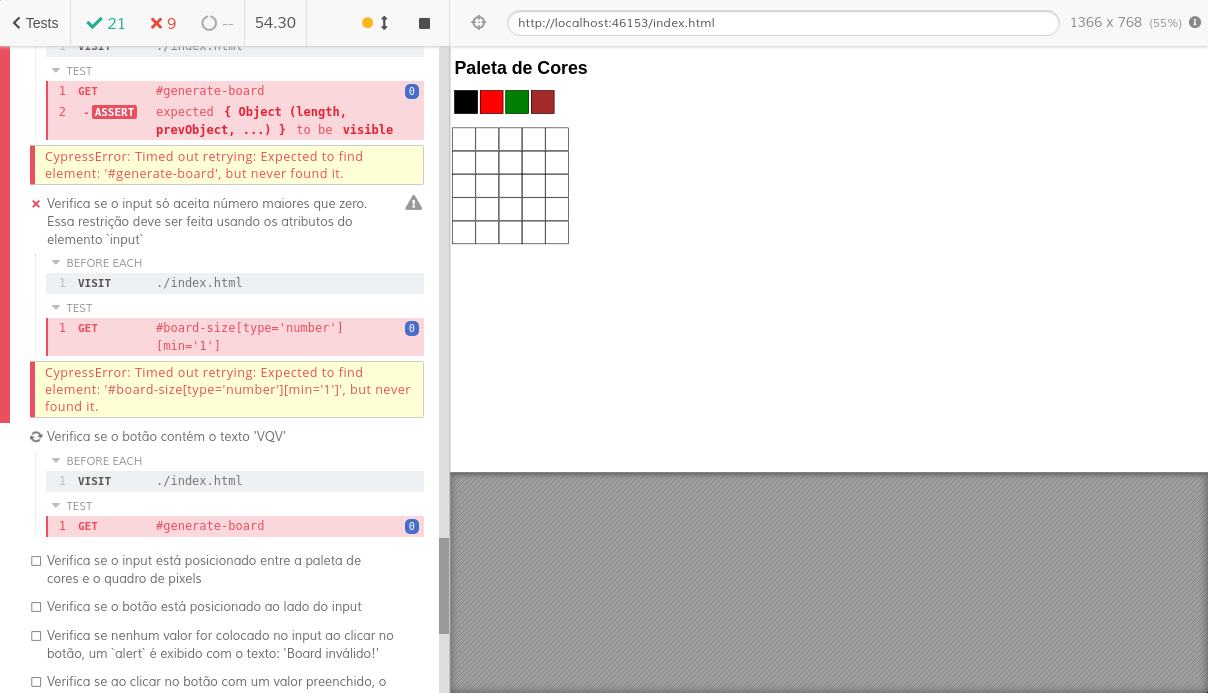 Tests 21 9 -- 54.30
http://localhost:46153/index.html 1366 x 768 (55%)
1 VISIT ./index.html
TEST
1 GET #generate-board 0
2 - ASSERT expected { Object (length,
prevObject, ...) } to be visible
CypressError: Timed out retrying: Expected to find
element: '#generate-board', but never found it.
Verifica se o input só aceita número maiores que zero.
Essa restrição deve ser feita usando os atributos do
elemento `input`
BEFORE EACH
1 VISIT ./index.html
TEST
1 GET #board-size[type='number'] 0
[min='1']
CypressError: Timed out retrying: Expected to find
element: '#board-size[type='number'][min='1']', but never
found it.
Verifica se o botão contém o texto 'VQV'
BEFORE EACH
1 VISIT ./index.html
TEST
1 GET #generate-board 0
Verifica se o input está posicionado entre a paleta de
cores e o quadro de pixels
Verifica se o botão está posicionado ao lado do input
Verifica se nenhum valor for colocado no input ao clicar no
botão, um `alert` é exibido com o texto: 'Board inválido!'
Verifica se ao clicar no botão com um valor preenchido, o
Paleta de Cores